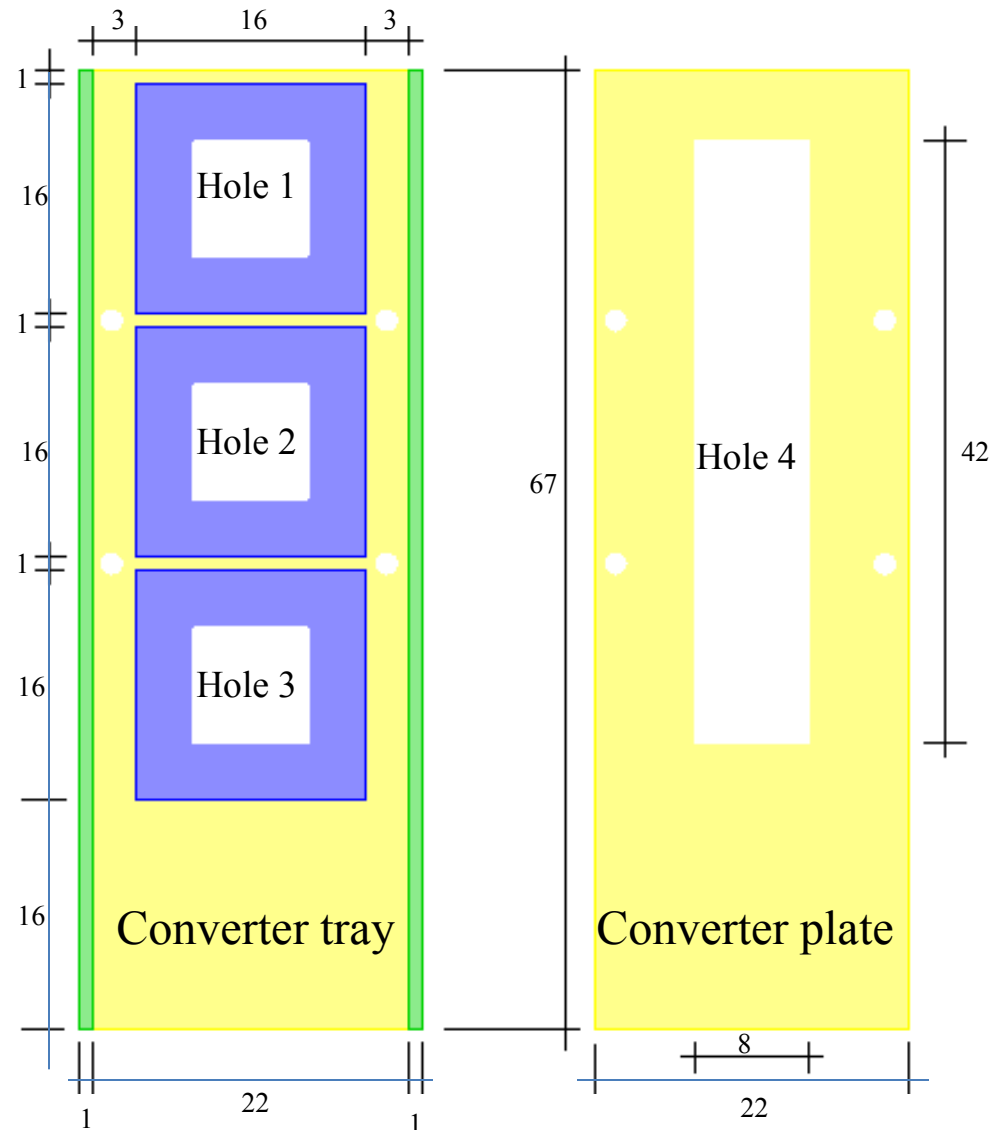 3 16 3
1
16 Hole 1
1
16 Hole 2 Hole 4 42
67
1
16 Hole 3
16 Converter tray Converter plate
8
22 22
1 1